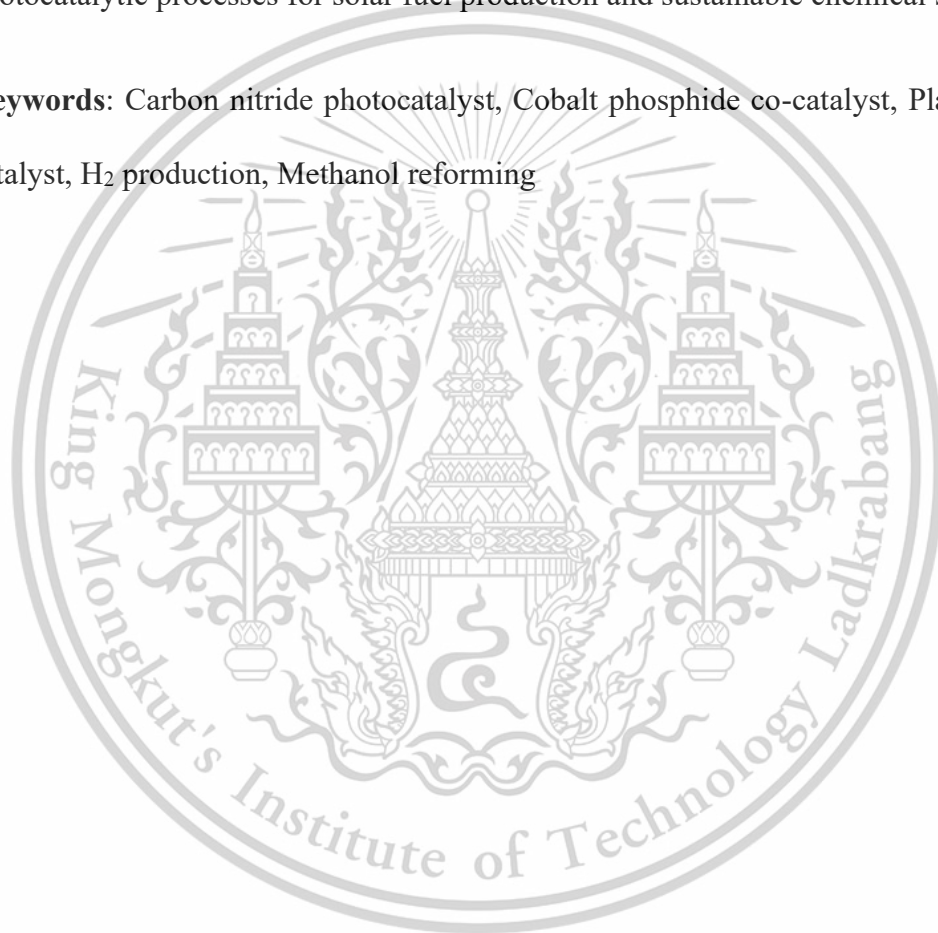 otocatalytic processes for solar fuel production and sustainable chemical s
eywords: Carbon nitride photocatalyst, Cobalt phosphide co-catalyst, Pla
talyst, H₂ production, Methanol reforming
King Mongkut's Institute of Technology Ladkrabang